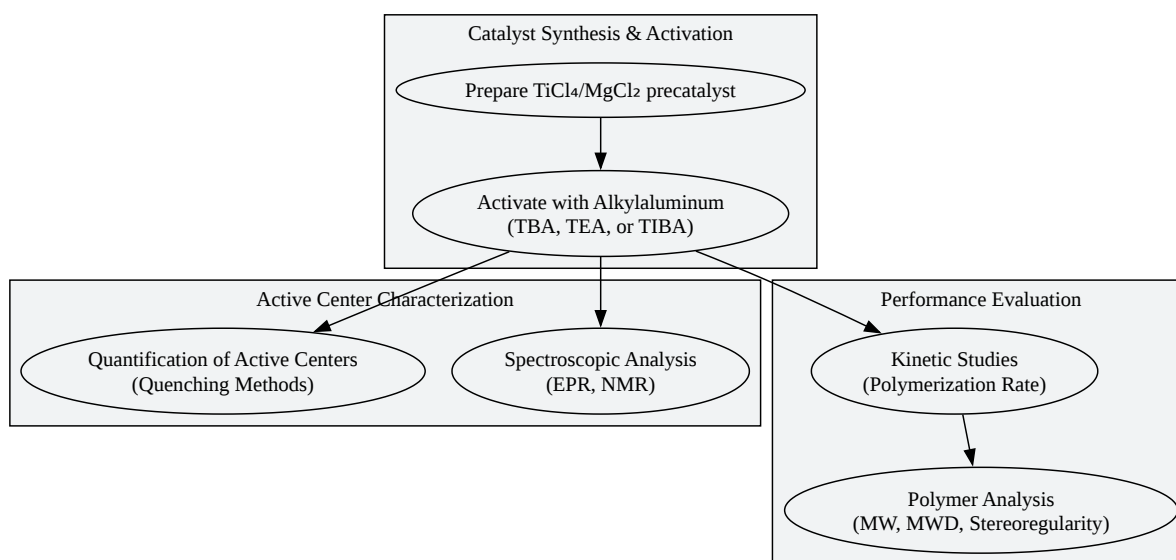 Catalyst Synthesis & Activation
Prepare TiCl₄/MgCl₂ precatalyst
Activate with Alkylaluminum
(TBA, TEA, or TIBA)
Active Center Characterization
Quantification of Active Centers
(Quenching Methods)
Spectroscopic Analysis
(EPR, NMR)
Performance Evaluation
Kinetic Studies
(Polymerization Rate)
Polymer Analysis
(MW, MWD, Stereoregularity)